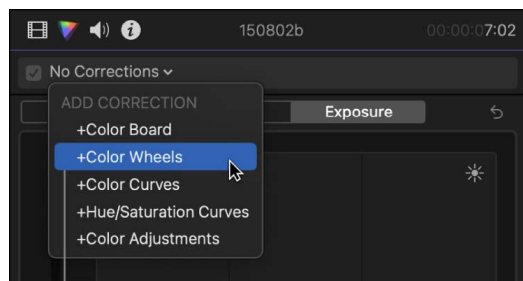 150802b 00:00:07:02
No Corrections
ADD CORRECTION
Exposure
+Color Board
+Color Wheels
+Color Curves
+Hue/Saturation Curves
+Color Adjustments